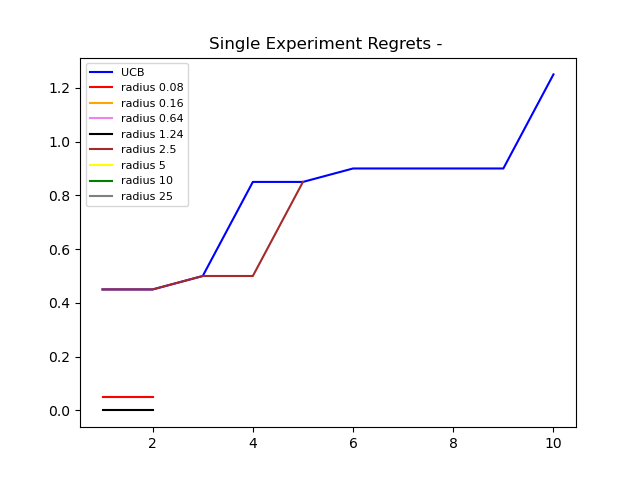 Single Experiment Regrets -
UCB
radius 0.08
radius 0.16
radius 0.64
radius 1.24
radius 2.5
radius 5
radius 10
radius 25
1.2
1.0
0.8
0.6
0.4
0.2
0.0
2 4 6 8 10